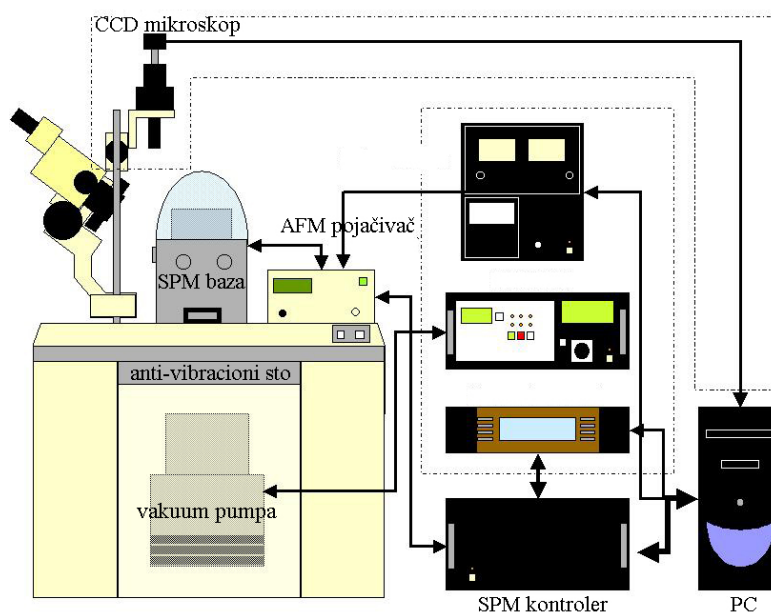 CCD mikroskop
AFM pojačivač
SPM baza
anti-vibracioni sto
vakuum pumpa
SPM kontroler
PC